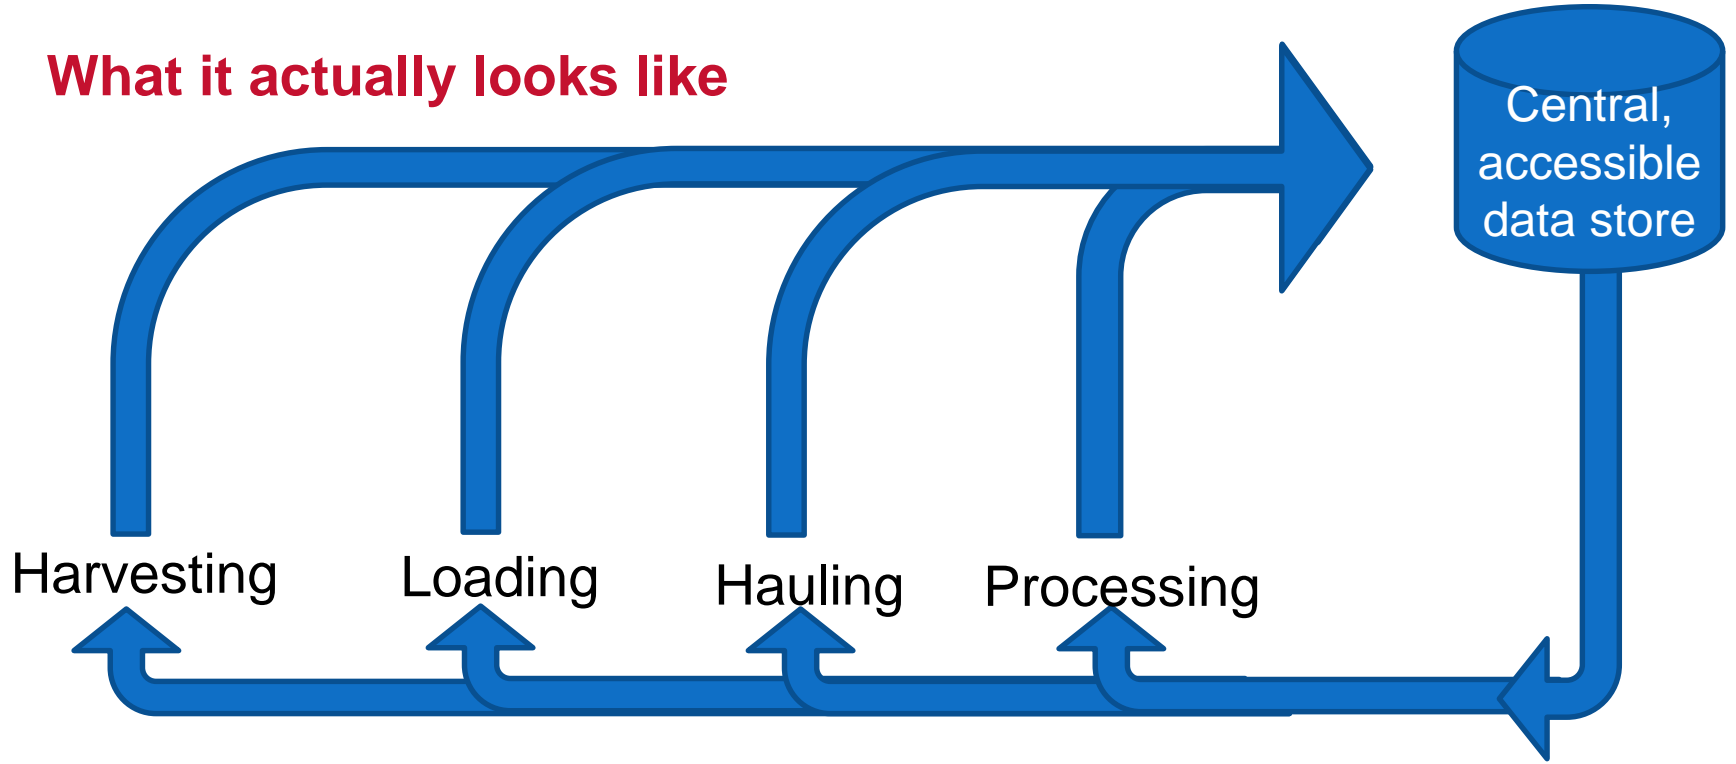 What it actually looks like
Central,
accessible
data store
Harvesting
Loading
Hauling
Processing